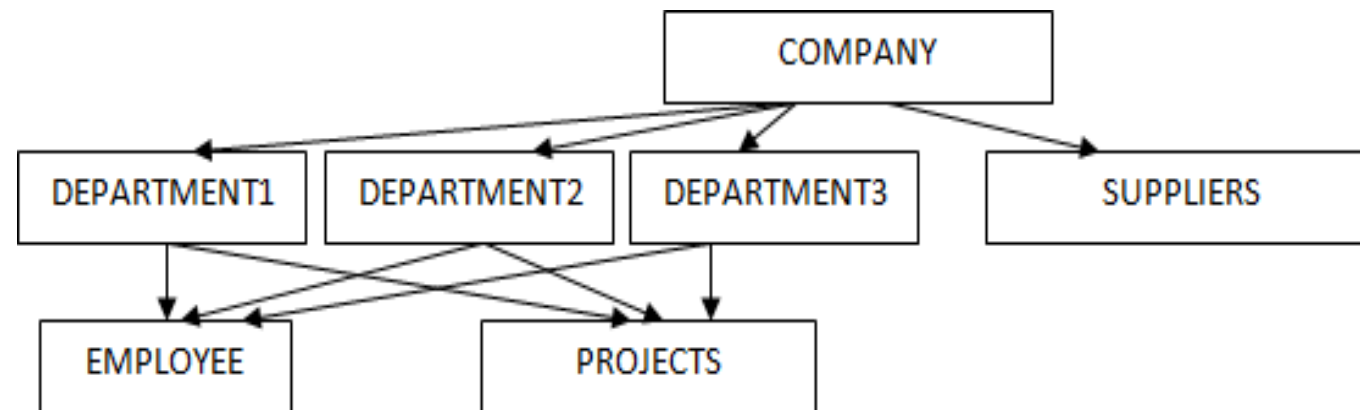 COMPANY
DEPARTMENT1
DEPARTMENT2
DEPARTMENT3
SUPPLIERS
EMPLOYEE
PROJECTS